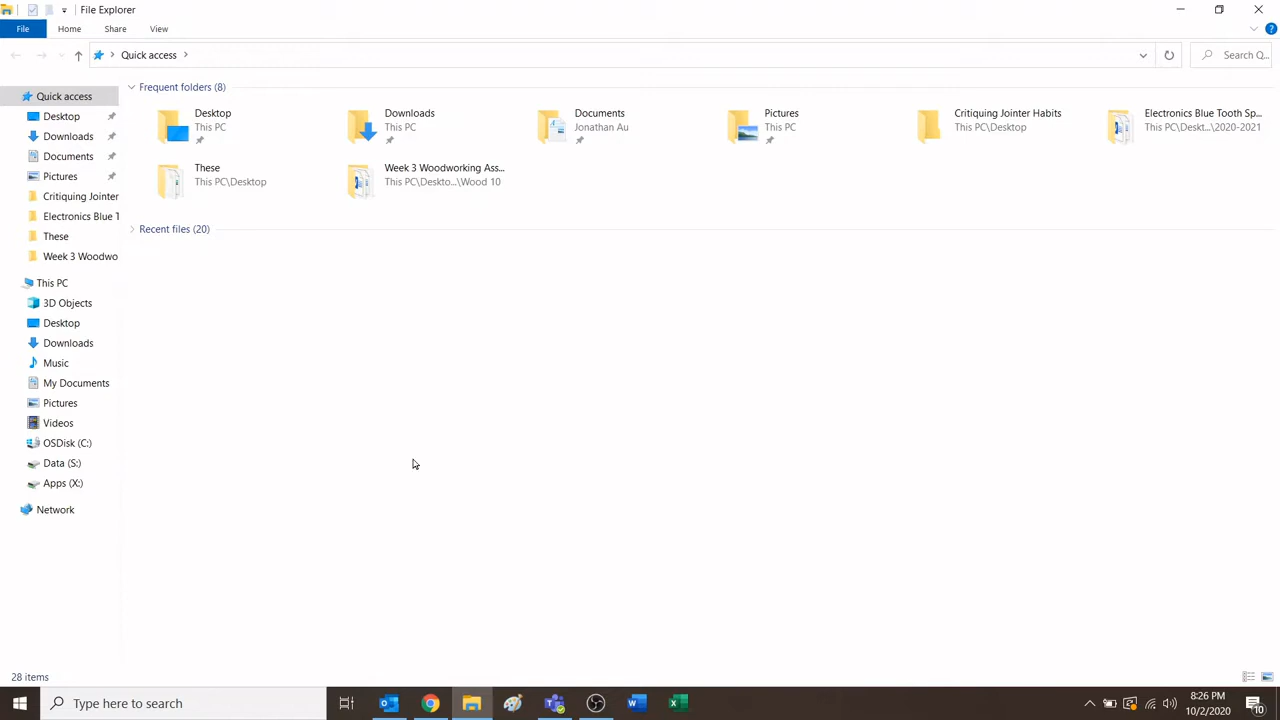 File Explorer
File Home Share View
Quick access
Search Q...
Quick access
Desktop
Downloads
Documents
Pictures
Critiquing Jointer
Electronics Blue T
These
Week 3 Woodwo
This PC
3D Objects
Desktop
Downloads
Music
My Documents
Pictures
Videos
OSDisk (C:)
Data (S:)
Apps (X:)
Network
Frequent folders (8)
Desktop
This PC
Downloads
This PC
Documents
Jonathan Au
Pictures
This PC
Critiquing Jointer Habits
This PC\Desktop
Electronics Blue Tooth Sp...
This PC\Deskt...\2020-2021
These
This PC\Desktop
Week 3 Woodworking Ass...
This PC\Deskto...\Wood 10
Recent files (20)
28 items
Type here to search
8:26 PM
10/2/2020
10